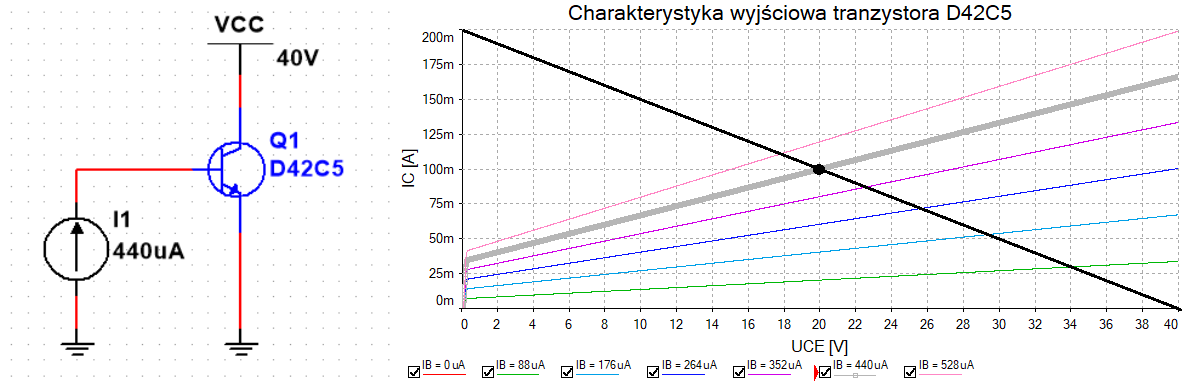 VCC
40V
Q1
D42C5
I1
440uA
Charakterystyka wyjściowa tranzystora D42C5
IC [A]
200m
175m
150m
125m
100m
75m
50m
25m
0m
0 2 4 6 8 10 12 14 16 18 20 22 24 26 28 30 32 34 36 38 40
UCE [V]
IB = 0 uA IB = 88uA IB = 176uA IB = 264uA IB = 352uA IB = 440uA IB = 528uA